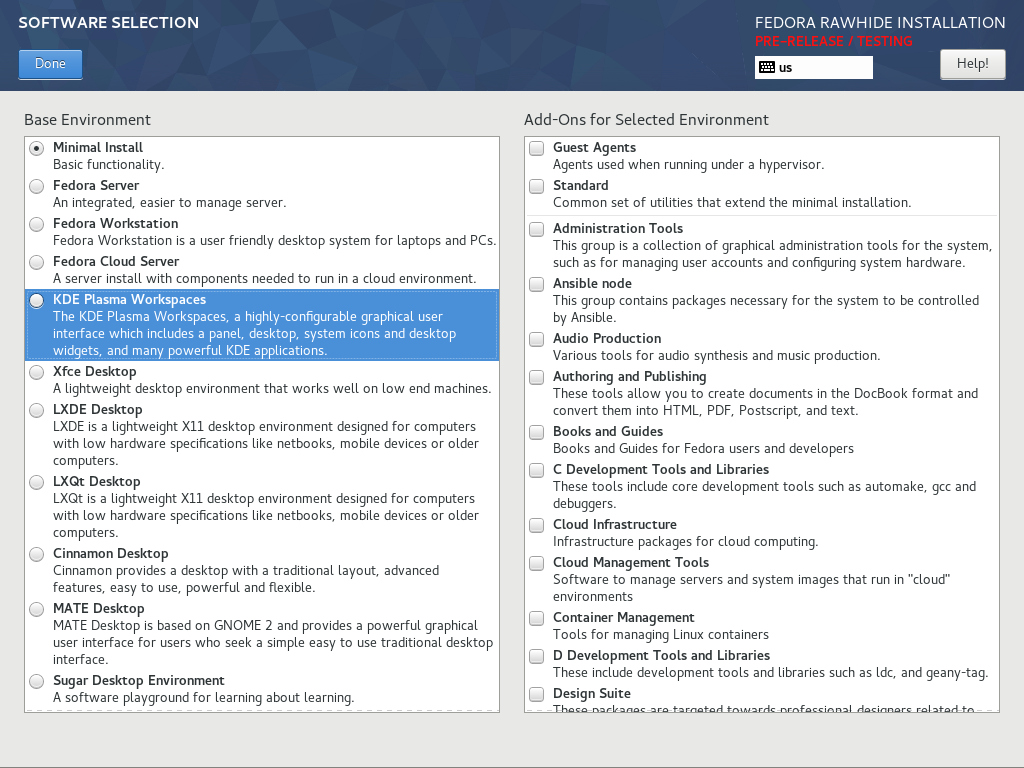 SOFTWARE SELECTION
FEDORA RAWHIDE INSTALLATION
PRE-RELEASE / TESTING
Done
us
Help!
Base Environment
Minimal Install
Basic functionality.
Fedora Server
An integrated, easier to manage server.
Fedora Workstation
Fedora Workstation is a user friendly desktop system for laptops and PCs.
Fedora Cloud Server
A server install with components needed to run in a cloud environment.
KDE Plasma Workspaces
The KDE Plasma Workspaces, a highly-configurable graphical user
interface which includes a panel, desktop, system icons and desktop
widgets, and many powerful KDE applications.
Xfce Desktop
A lightweight desktop environment that works well on low end machines.
LXDE Desktop
LXDE is a lightweight X11 desktop environment designed for computers
with low hardware specifications like netbooks, mobile devices or older
computers.
LXQt Desktop
LXQt is a lightweight X11 desktop environment designed for computers
with low hardware specifications like netbooks, mobile devices or older
computers.
Cinnamon Desktop
Cinnamon provides a desktop with a traditional layout, advanced
features, easy to use, powerful and flexible.
MATE Desktop
MATE Desktop is based on GNOME 2 and provides a powerful graphical
user interface for users who seek a simple easy to use traditional desktop
interface.
Sugar Desktop Environment
A software playground for learning about learning.
Add-Ons for Selected Environment
Guest Agents
Agents used when running under a hypervisor.
Standard
Common set of utilities that extend the minimal installation.
Administration Tools
This group is a collection of graphical administration tools for the system,
such as for managing user accounts and configuring system hardware.
Ansible node
This group contains packages necessary for the system to be controlled
by Ansible.
Audio Production
Various tools for audio synthesis and music production.
Authoring and Publishing
These tools allow you to create documents in the DocBook format and
convert them into HTML, PDF, Postscript, and text.
Books and Guides
Books and Guides for Fedora users and developers
C Development Tools and Libraries
These tools include core development tools such as automake, gcc and
debuggers.
Cloud Infrastructure
Infrastructure packages for cloud computing.
Cloud Management Tools
Software to manage servers and system images that run in "cloud"
environments
Container Management
Tools for managing Linux containers
D Development Tools and Libraries
These include development tools and libraries such as ldc, and geany-tag.
Design Suite
These packages are targeted towards professional designers related to